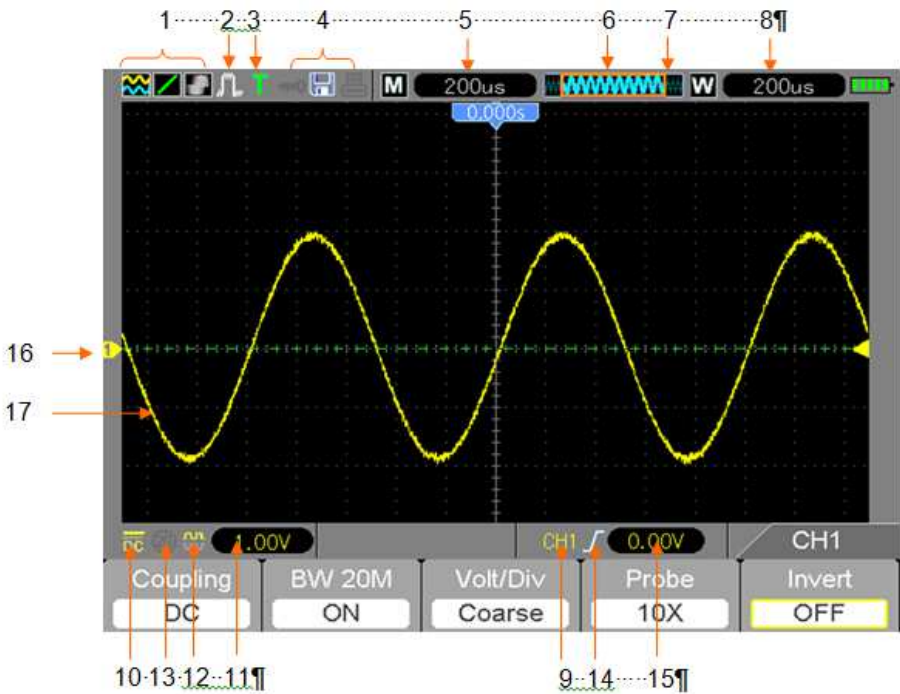 1 2 3 4 5 6 7 8¶
T M 200us W 200us
0.000s
1
16
17
DC 1.00V CH1 0.00V CH1
Coupling BW 20M Volt/Div Probe Invert
DC ON Coarse 10X OFF
10 13 12 11¶ 9 14 15¶